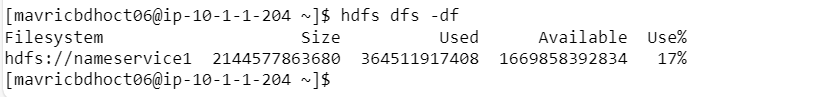 [mavricbdhoct06@ip-10-1-1-204 ~]$ hdfs dfs -df
Filesystem                    Size          Used      Available  Use%
hdfs://nameservice1  2144577863680  364511917408  1669858392834   17%
[mavricbdhoct06@ip-10-1-1-204 ~]$